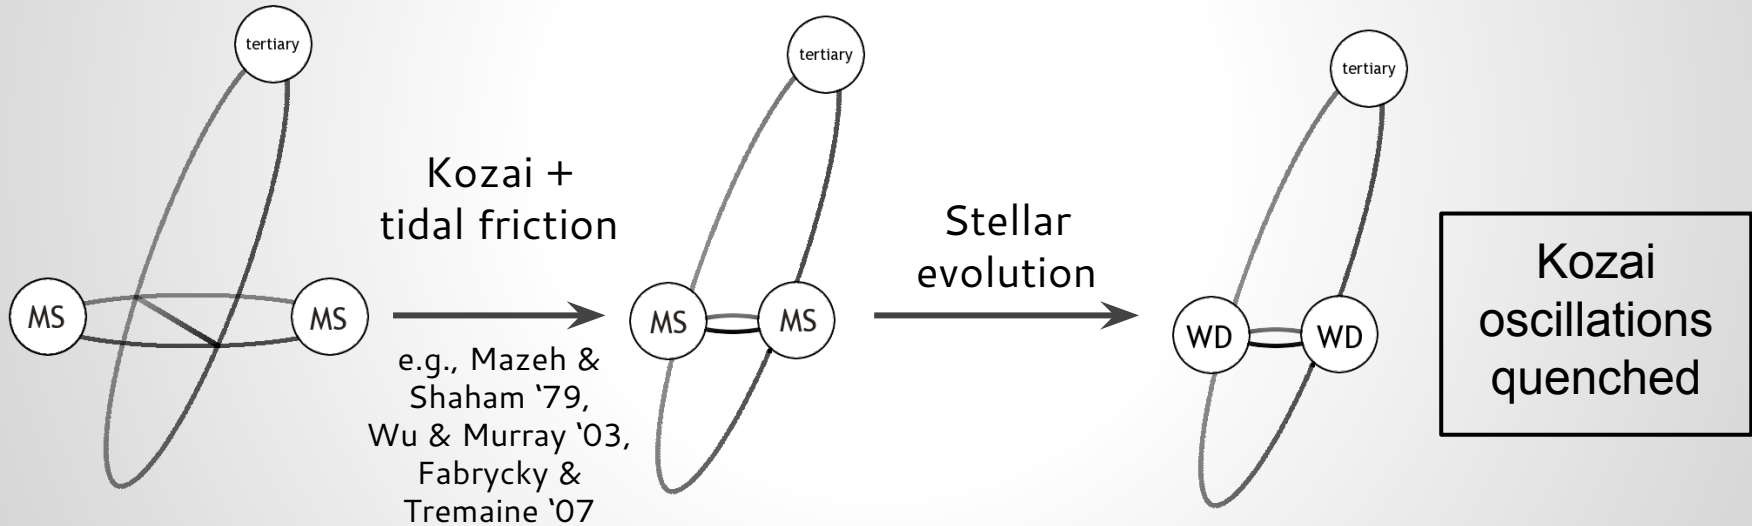 tertiary
MS
MS
Kozai +
tidal friction
e.g., Mazeh &
Shaham ‘79,
Wu & Murray ‘03,
Fabrycky &
Tremaine ‘07
tertiary
MS
MS
Stellar
evolution
tertiary
WD
WD
Kozai
oscillations
quenched